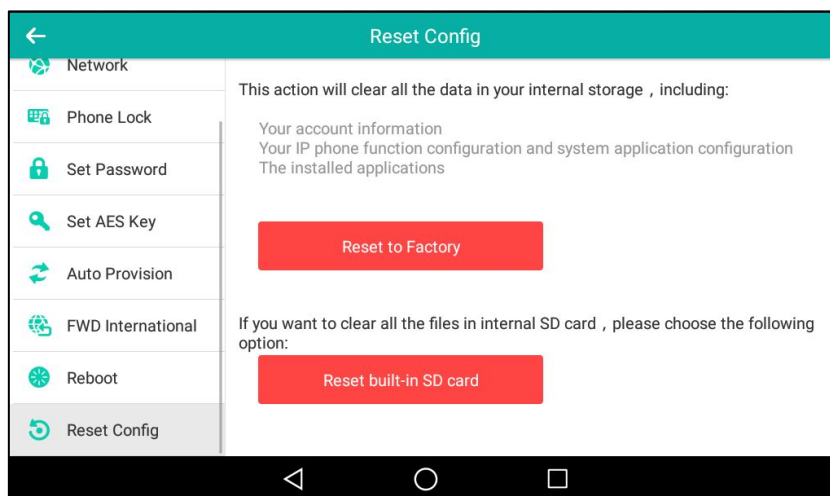 Reset Config
Network
Phone Lock
Set Password
Set AES Key
Auto Provision
FWD International
Reboot
Reset Config
This action will clear all the data in your internal storage , including:
Your account information
Your IP phone function configuration and system application configuration
The installed applications
Reset to Factory
If you want to clear all the files in internal SD card , please choose the following
option:
Reset built-in SD card